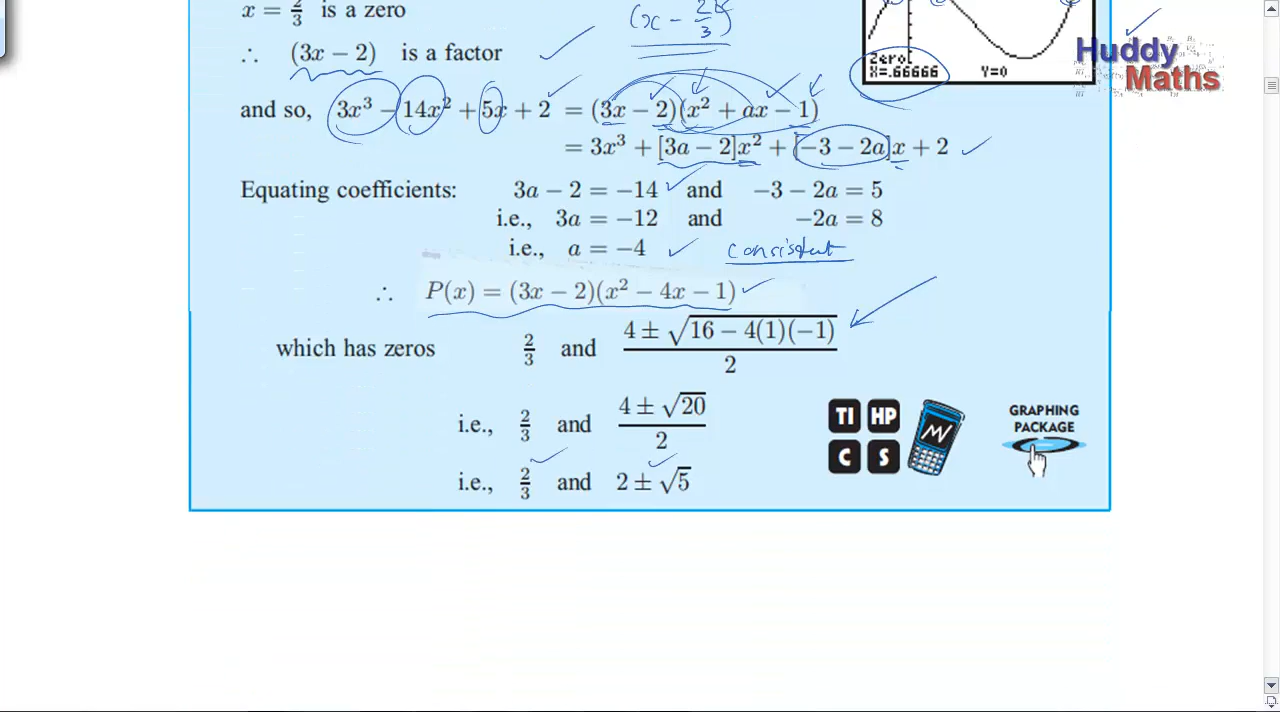 x = 2/3 is a zero
(x - 2/3)
∴ (3x − 2) is a factor
Huddy
Maths
Zero
X=.66666 Y=0
and so, 3x³ − 14x² + 5x + 2 = (3x − 2)(x² + ax − 1)
= 3x³ + [3a − 2]x² + [−3 − 2a]x + 2
Equating coefficients: 3a − 2 = −14 and −3 − 2a = 5
i.e., 3a = −12 and −2a = 8
i.e., a = −4 consistent
∴ P(x) = (3x − 2)(x² − 4x − 1)
which has zeros 2/3 and (4 ± √(16 − 4(1)(−1)))/2
i.e., 2/3 and (4 ± √20)/2
i.e., 2/3 and 2 ± √5
TI HP
C S
GRAPHING
PACKAGE